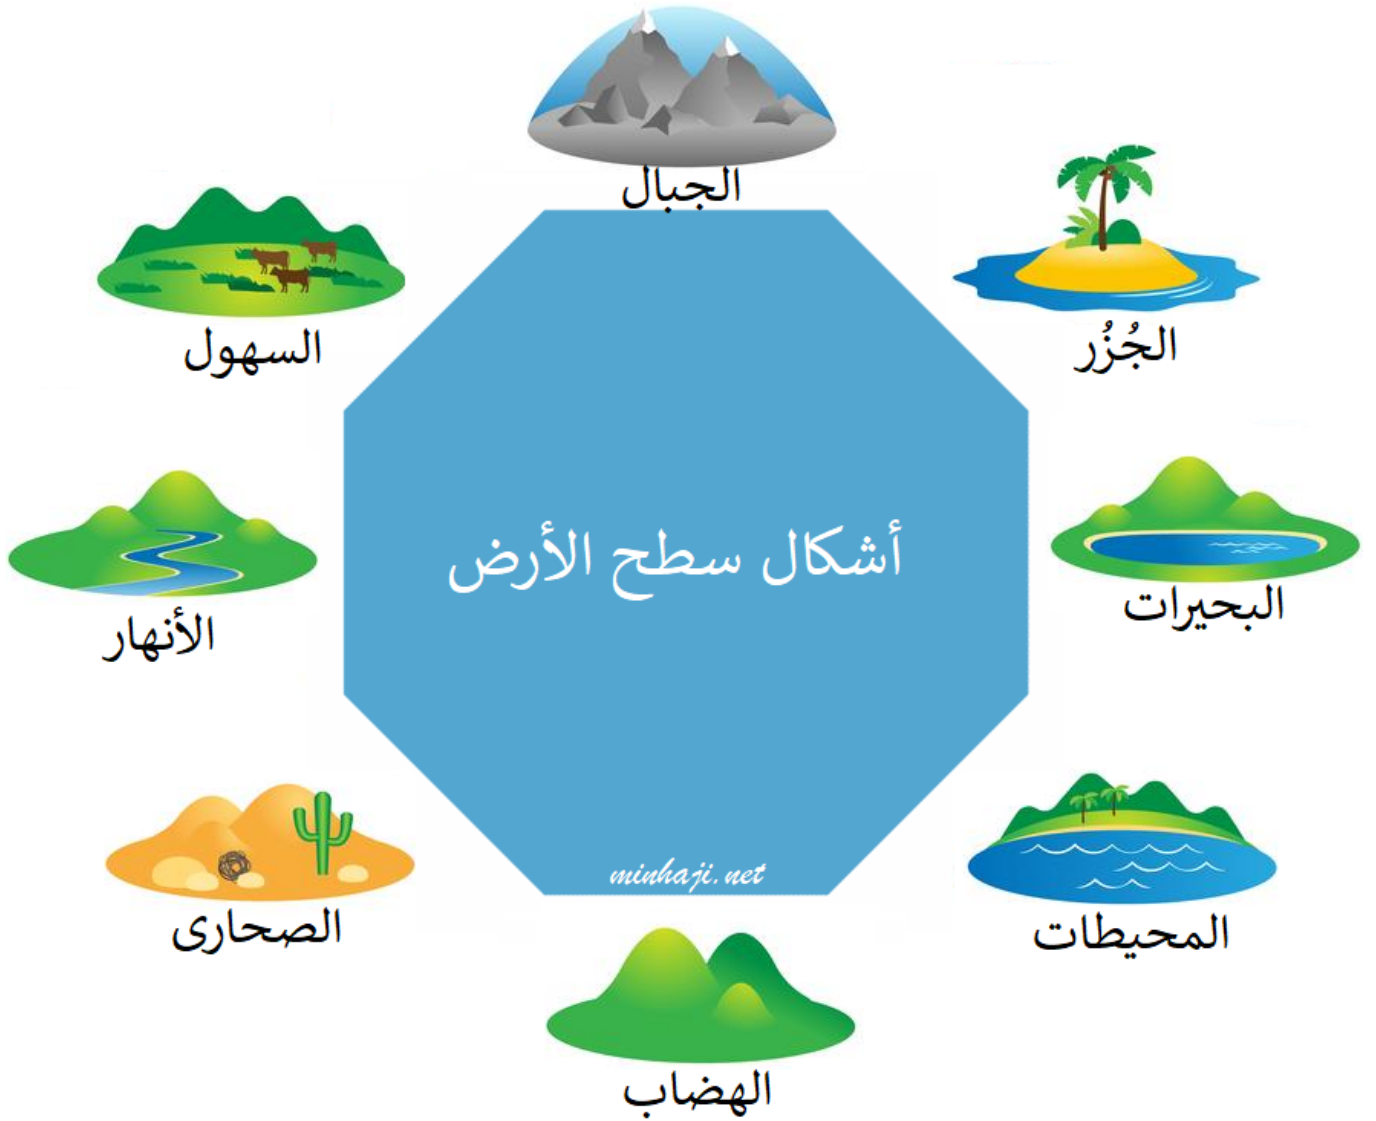 الجبال
الجُزُر
السهول
أشكال سطح الأرض
البحيرات
الأنهار
المحيطات
الصحارى
الهضاب
minhaji.net